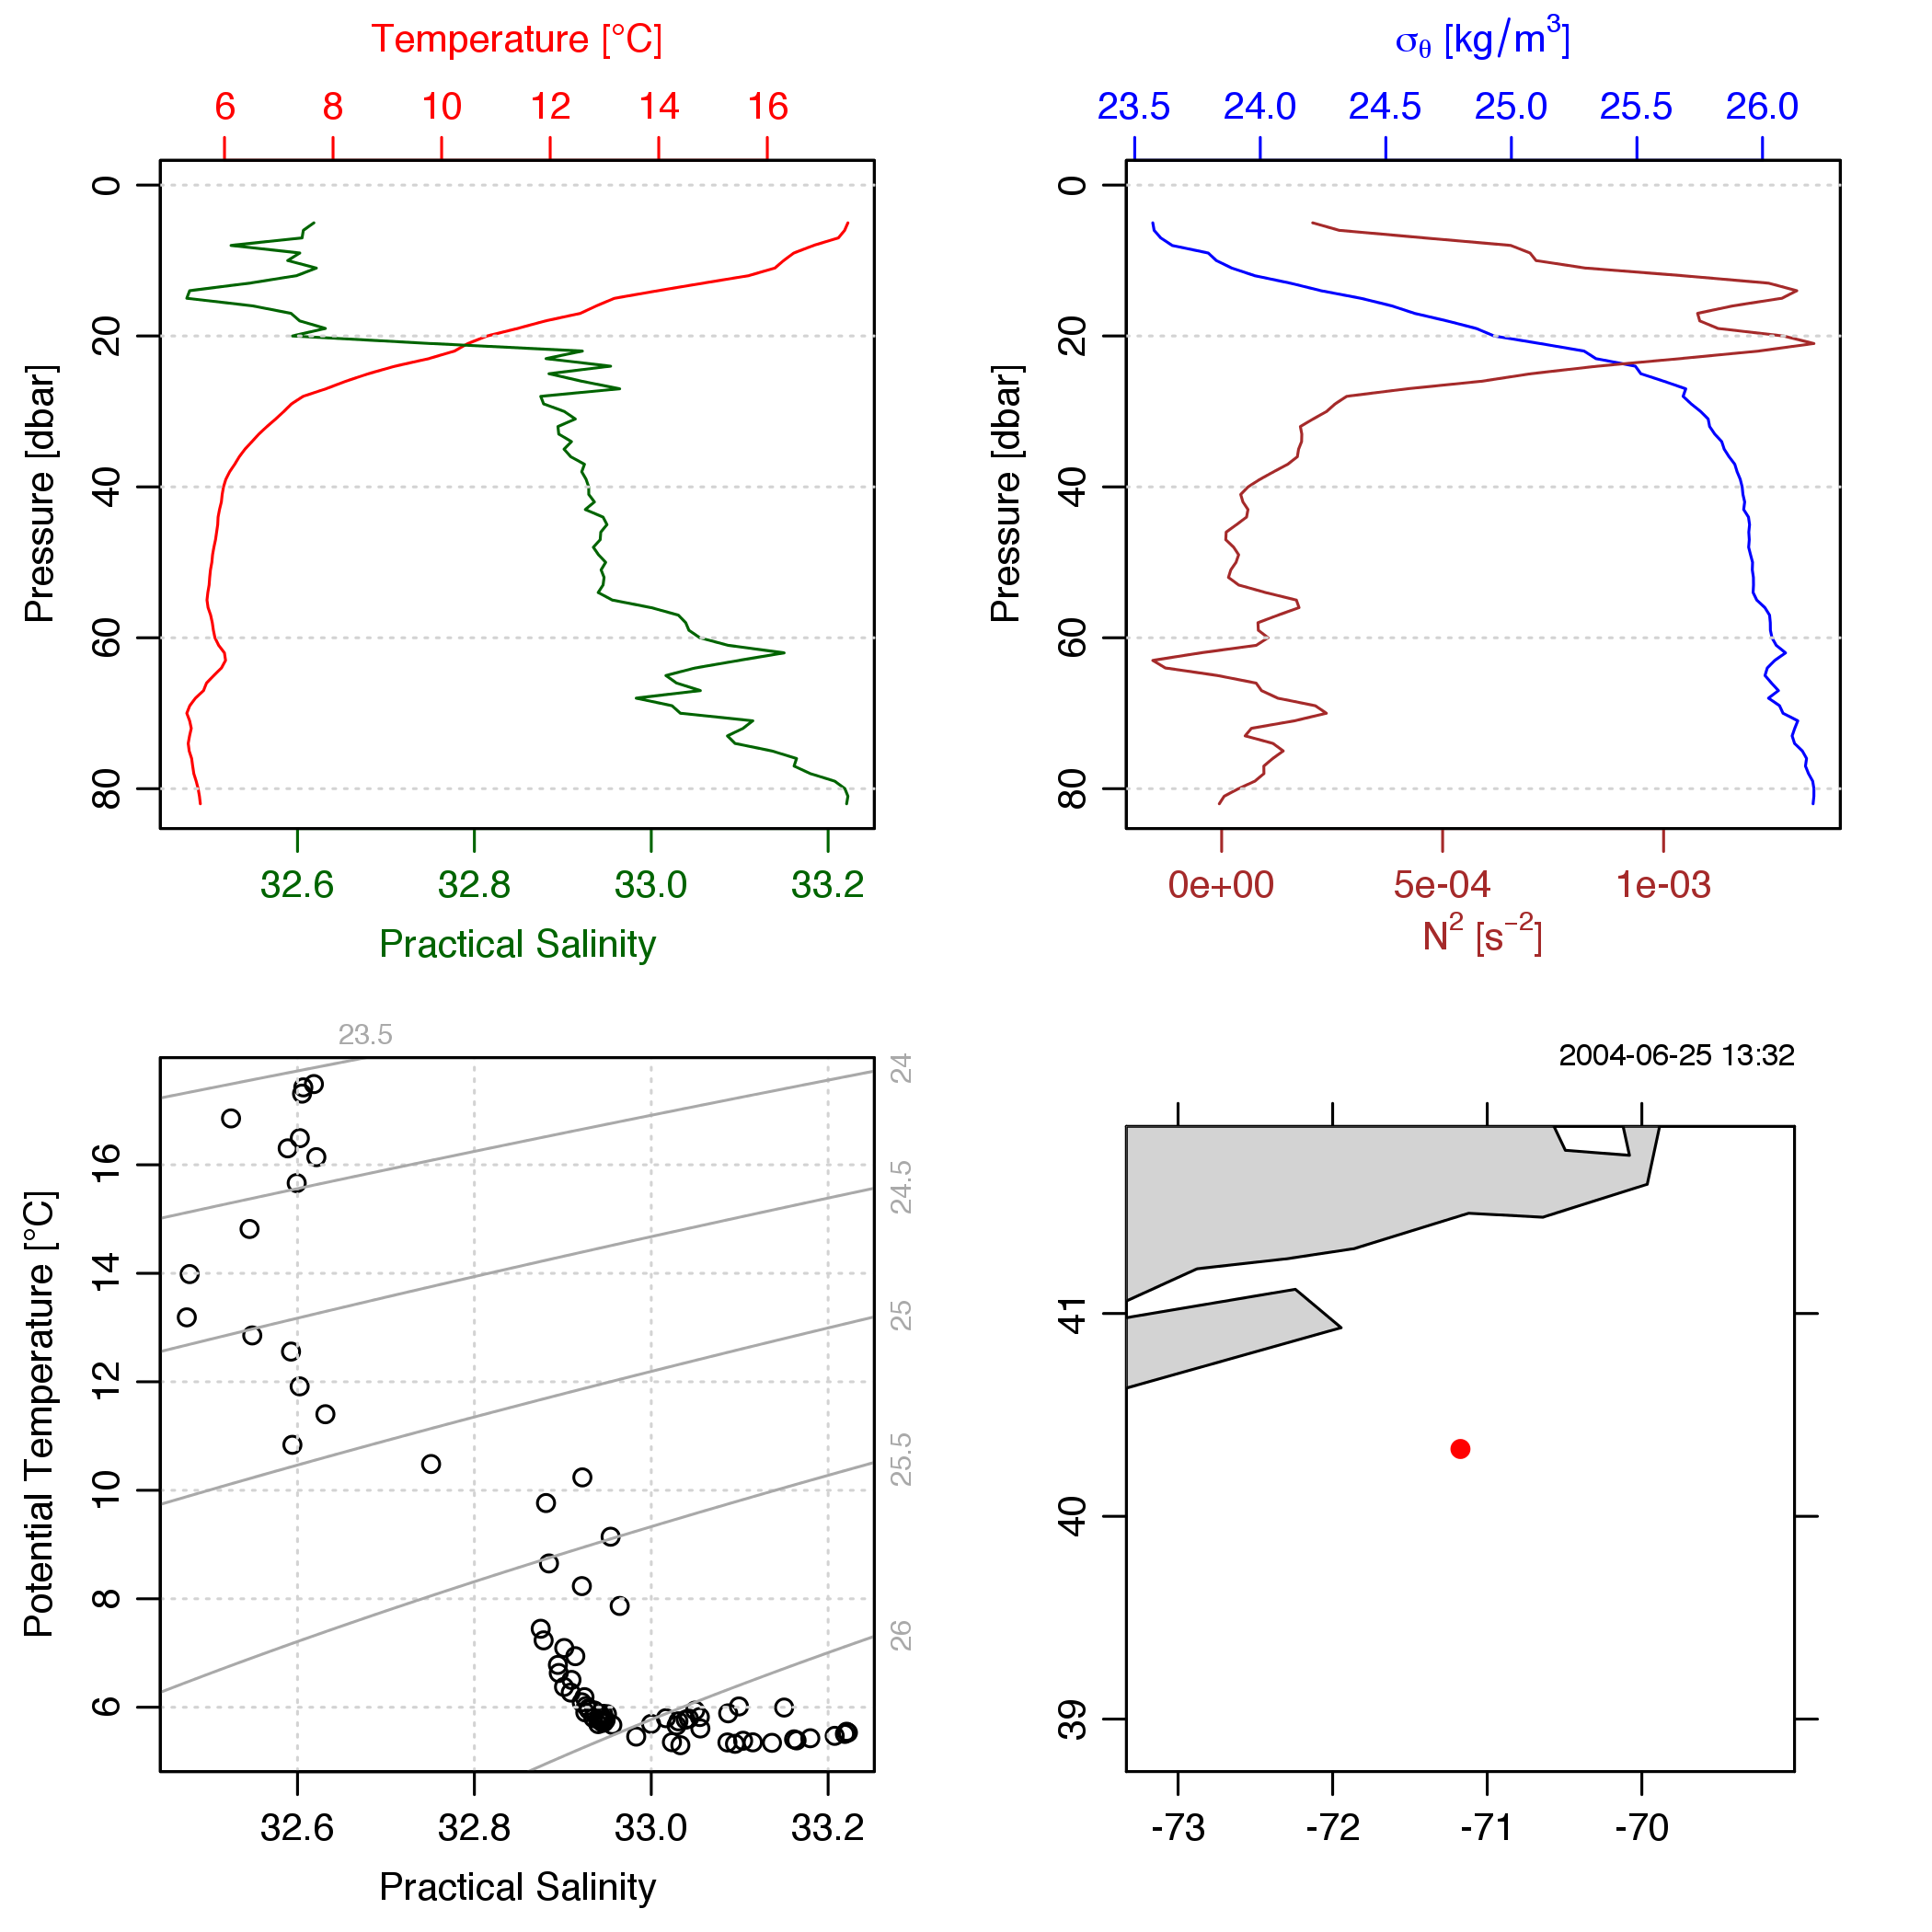 Temperature [°C]
6 8 10 12 14 16
0
20
40
60
80
Pressure [dbar]
32.6 32.8 33.0 33.2
Practical Salinity
σθ [kg/m³]
23.5 24.0 24.5 25.0 25.5 26.0
0
20
40
60
80
Pressure [dbar]
0e+00 5e-04 1e-03
N² [s⁻²]
23.5
24
24.5
25
25.5
26
16
14
12
10
8
6
Potential Temperature [°C]
32.6 32.8 33.0 33.2
Practical Salinity
2004-06-25 13:32
41
40
39
-73 -72 -71 -70